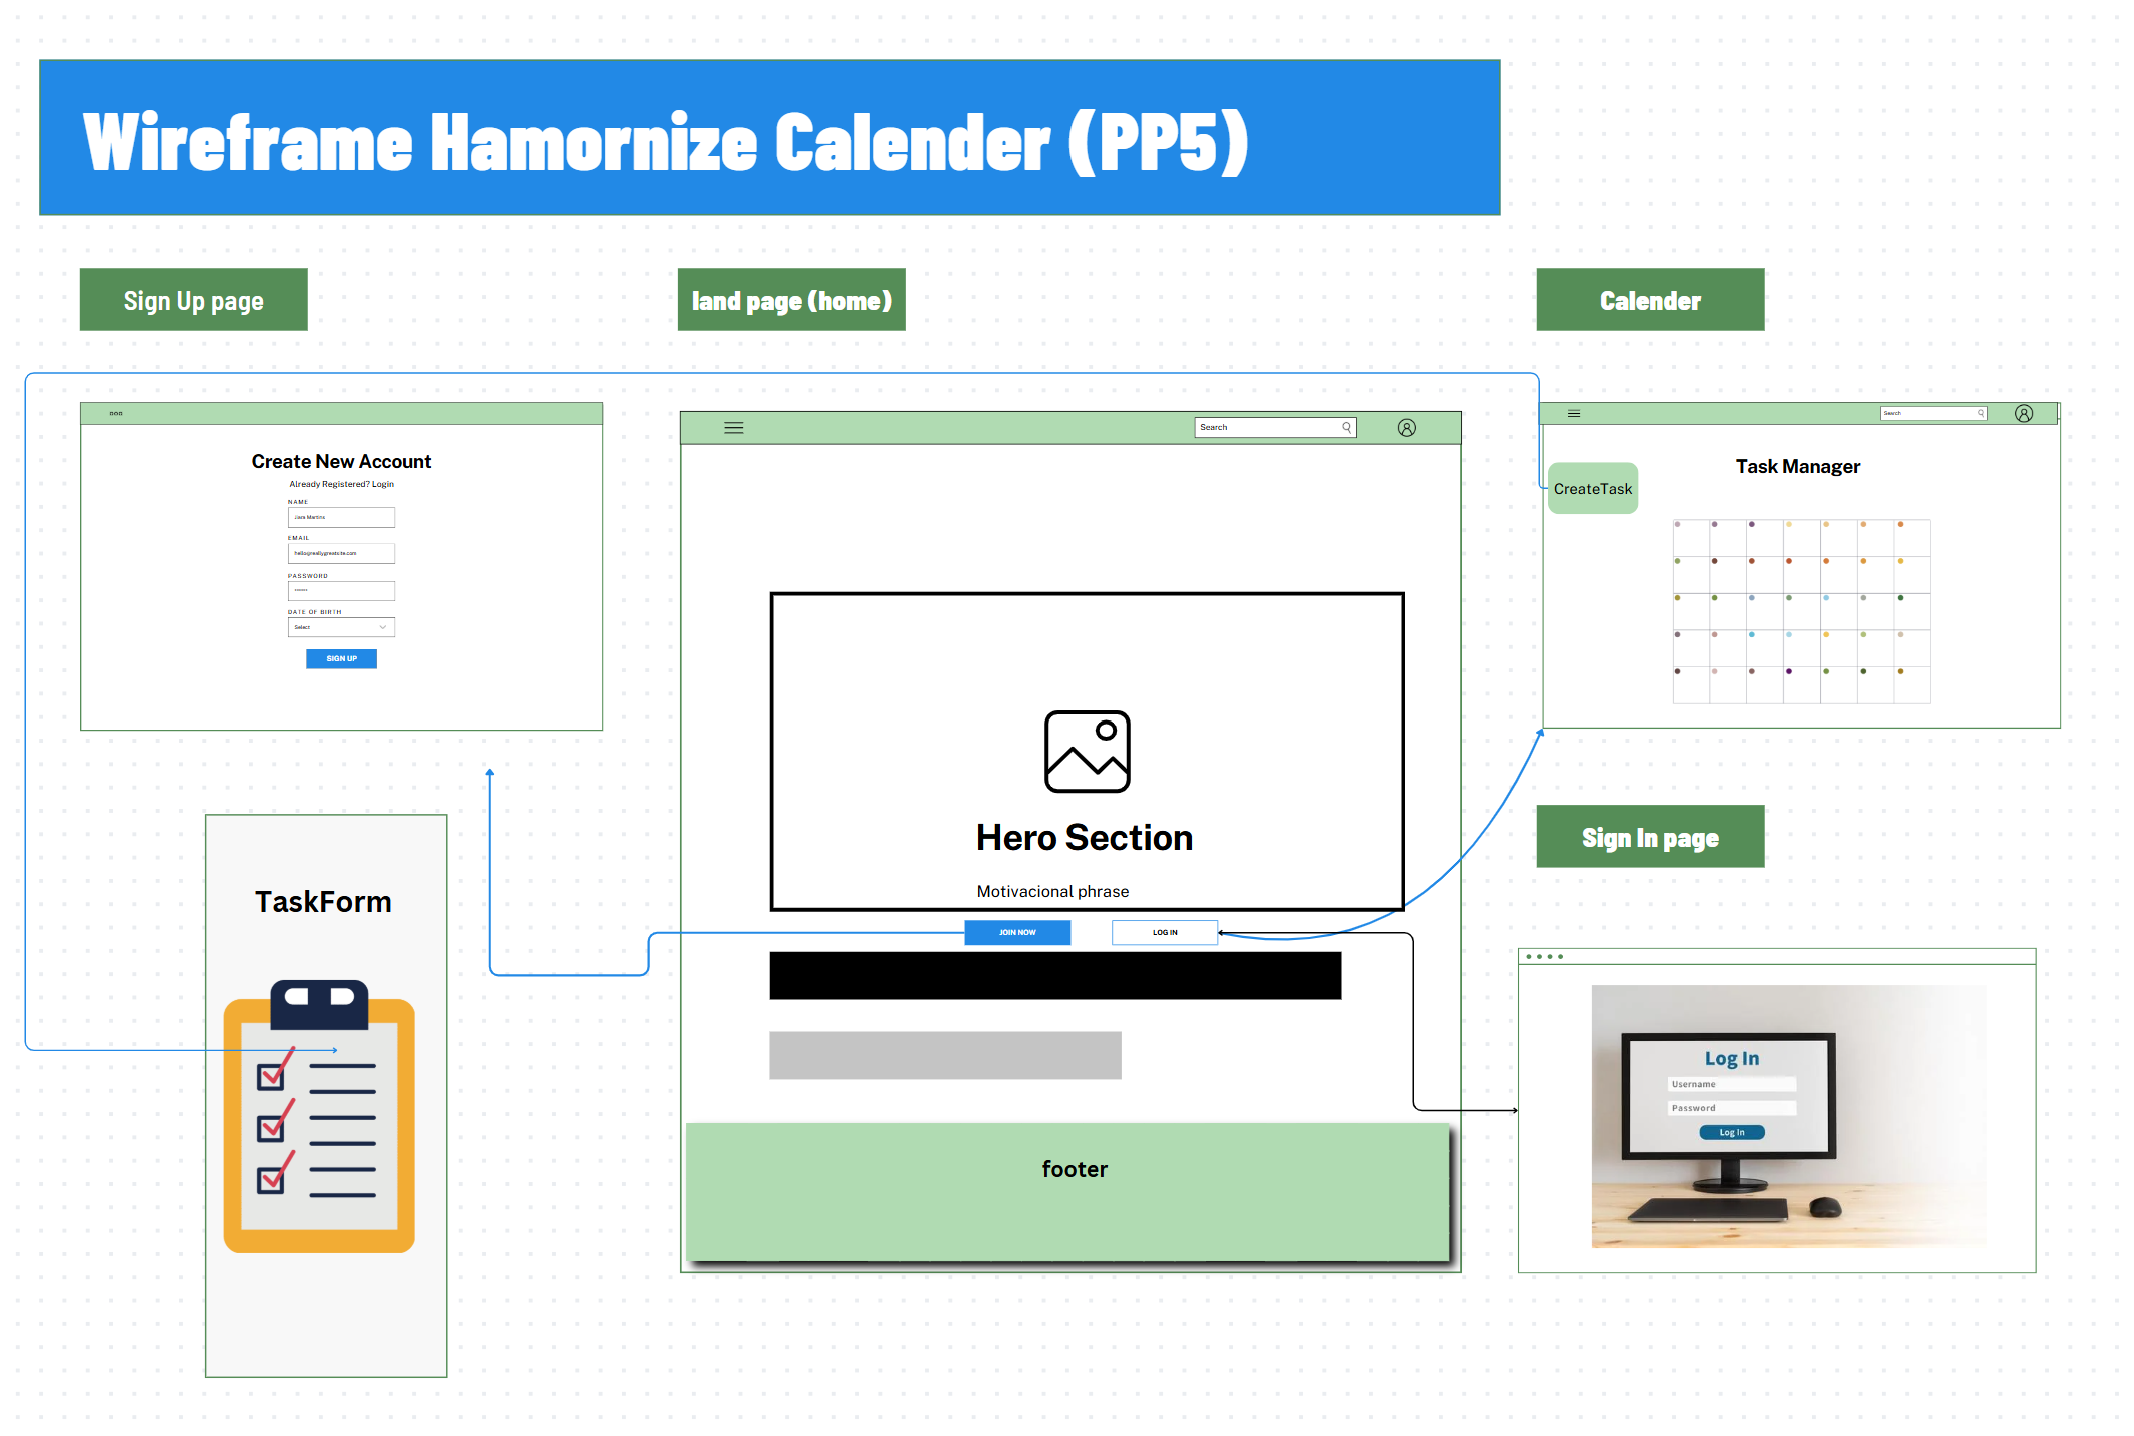 Wireframe Hamornize Calender (PP5)
Sign Up page
land page (home)
Calender
Create New Account
Already Registered? Login
NAME
Jiara Martins
EMAIL
hello@reallygreatsite.com
PASSWORD
******
DATE OF BIRTH
Select
SIGN UP
Search
Hero Section
Motivacional phrase
JOIN NOW
LOG IN
footer
Search
Task Manager
CreateTask
TaskForm
Sign In page
Log In
Username
Password
Log In